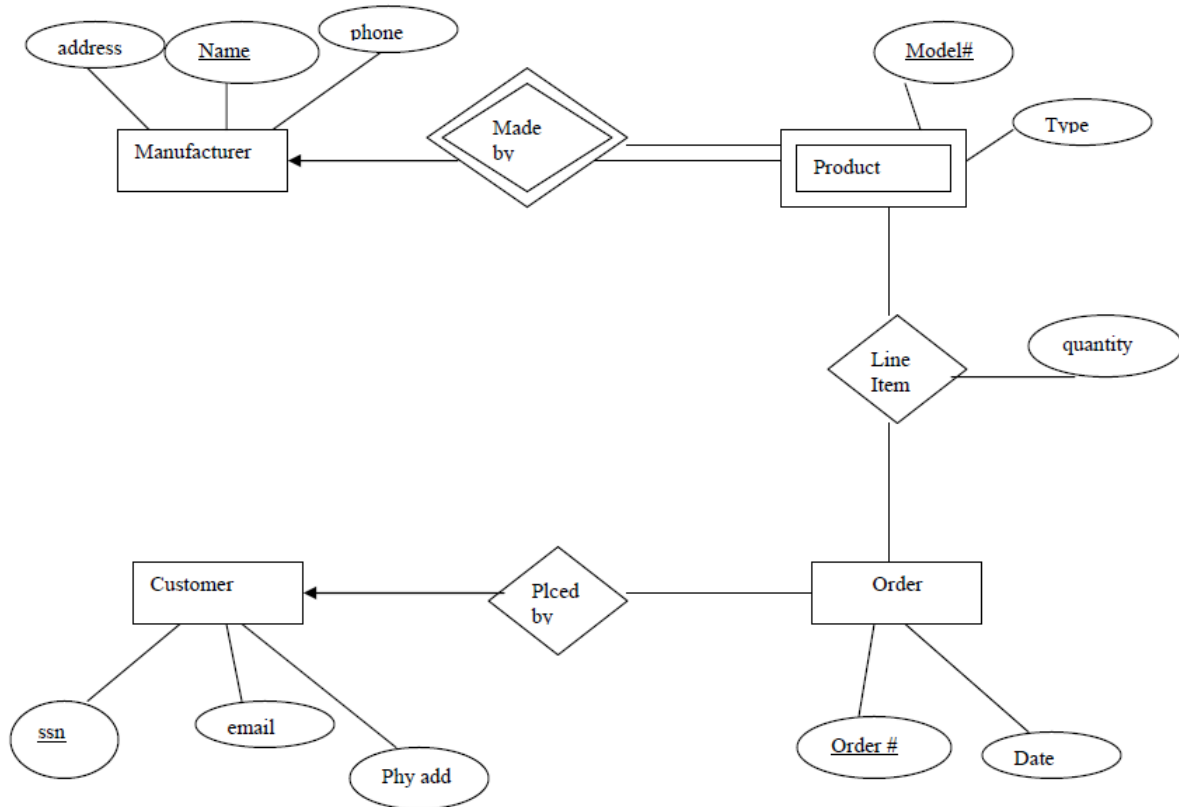 address
Name
phone
Model#
Type
Manufacturer
Made
by
Product
Line
Item
quantity
Customer
Plced
by
Order
ssn
email
Phy add
Order #
Date